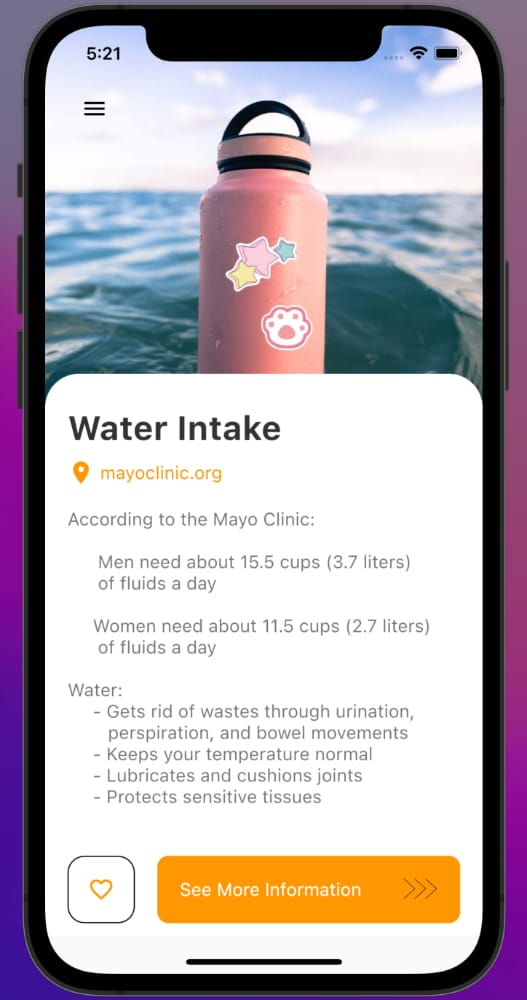 5:21
Water Intake
mayoclinic.org
According to the Mayo Clinic:
Men need about 15.5 cups (3.7 liters)
of fluids a day
Women need about 11.5 cups (2.7 liters)
of fluids a day
Water:
- Gets rid of wastes through urination,
perspiration, and bowel movements
- Keeps your temperature normal
- Lubricates and cushions joints
- Protects sensitive tissues
See More Information